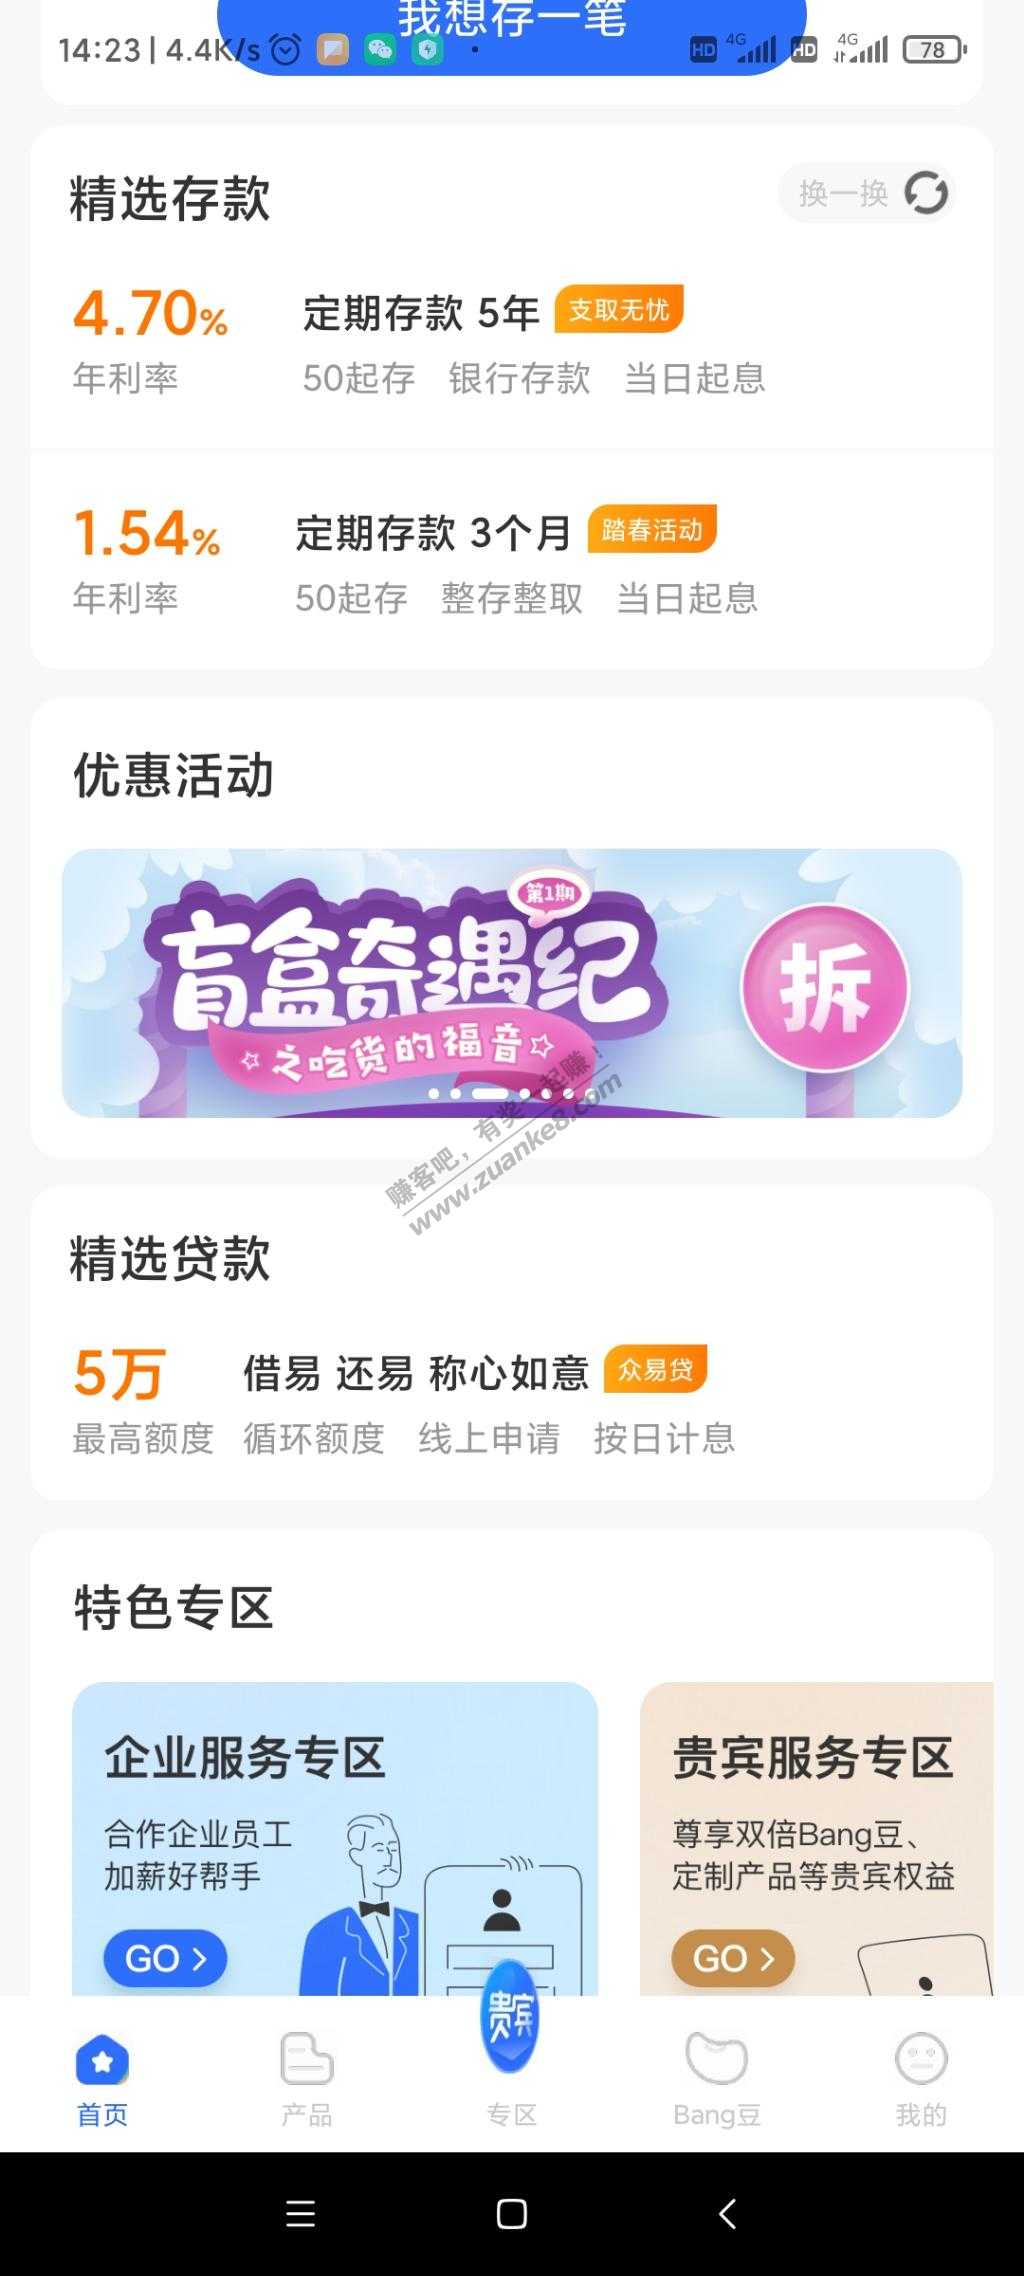 我想存一笔
14:23 | 4.4K/s HD 4G HD 4G 78
精选存款
换一换
4.70% 定期存款 5年 支取无忧
年利率 50起存 银行存款 当日起息
1.54% 定期存款 3个月 踏春活动
年利率 50起存 整存整取 当日起息
优惠活动
第1期
盲盒奇遇纪
拆
之吃货的福音
赚客吧，有奖一起赚！
www.zuanke8.com
精选贷款
5万 借易 还易 称心如意 众易贷
最高额度 循环额度 线上申请 按日计息
特色专区
企业服务专区
合作企业员工
加薪好帮手
GO
贵宾服务专区
尊享双倍Bang豆、
定制产品等贵宾权益
GO
贵宾
首页 产品 专区 Bang豆 我的